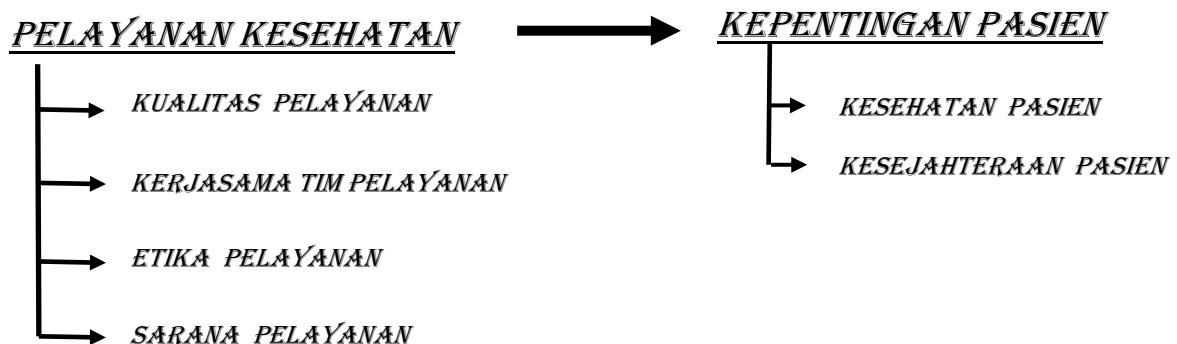 PELAYANAN KESEHATAN
KUALITAS PELAYANAN
KERJASAMA TIM PELAYANAN
ETIKA PELAYANAN
SARANA PELAYANAN
KEPENTINGAN PASIEN
KESEHATAN PASIEN
KESEJAHTERAAN PASIEN